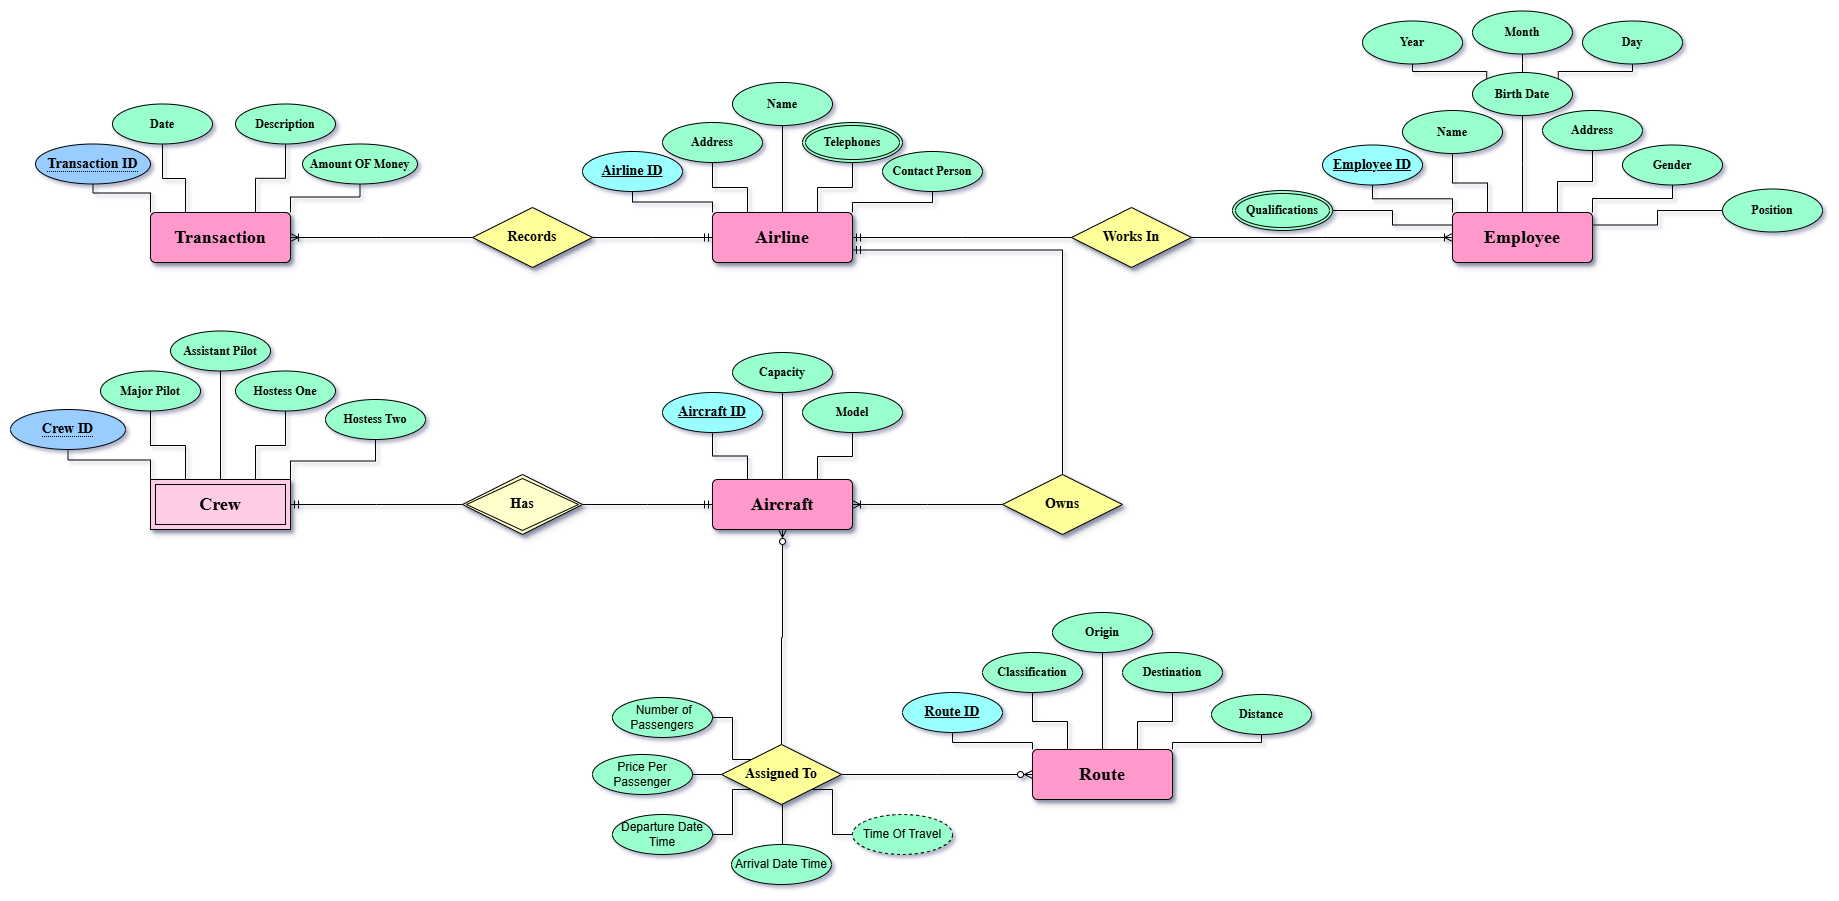 Year
Month
Day
Birth Date
Name
Date
Description
Address
Telephones
Name
Address
Transaction ID
Amount OF Money
Airline ID
Contact Person
Employee ID
Gender
Qualifications
Position
Transaction
Records
Airline
Works In
Employee
Assistant Pilot
Major Pilot
Hostess One
Capacity
Crew ID
Hostess Two
Aircraft ID
Model
Crew
Has
Aircraft
Owns
Origin
Classification
Destination
Number of
Passengers
Route ID
Distance
Price Per
Passenger
Assigned To
Route
Departure Date
Time
Time Of Travel
Arrival Date Time